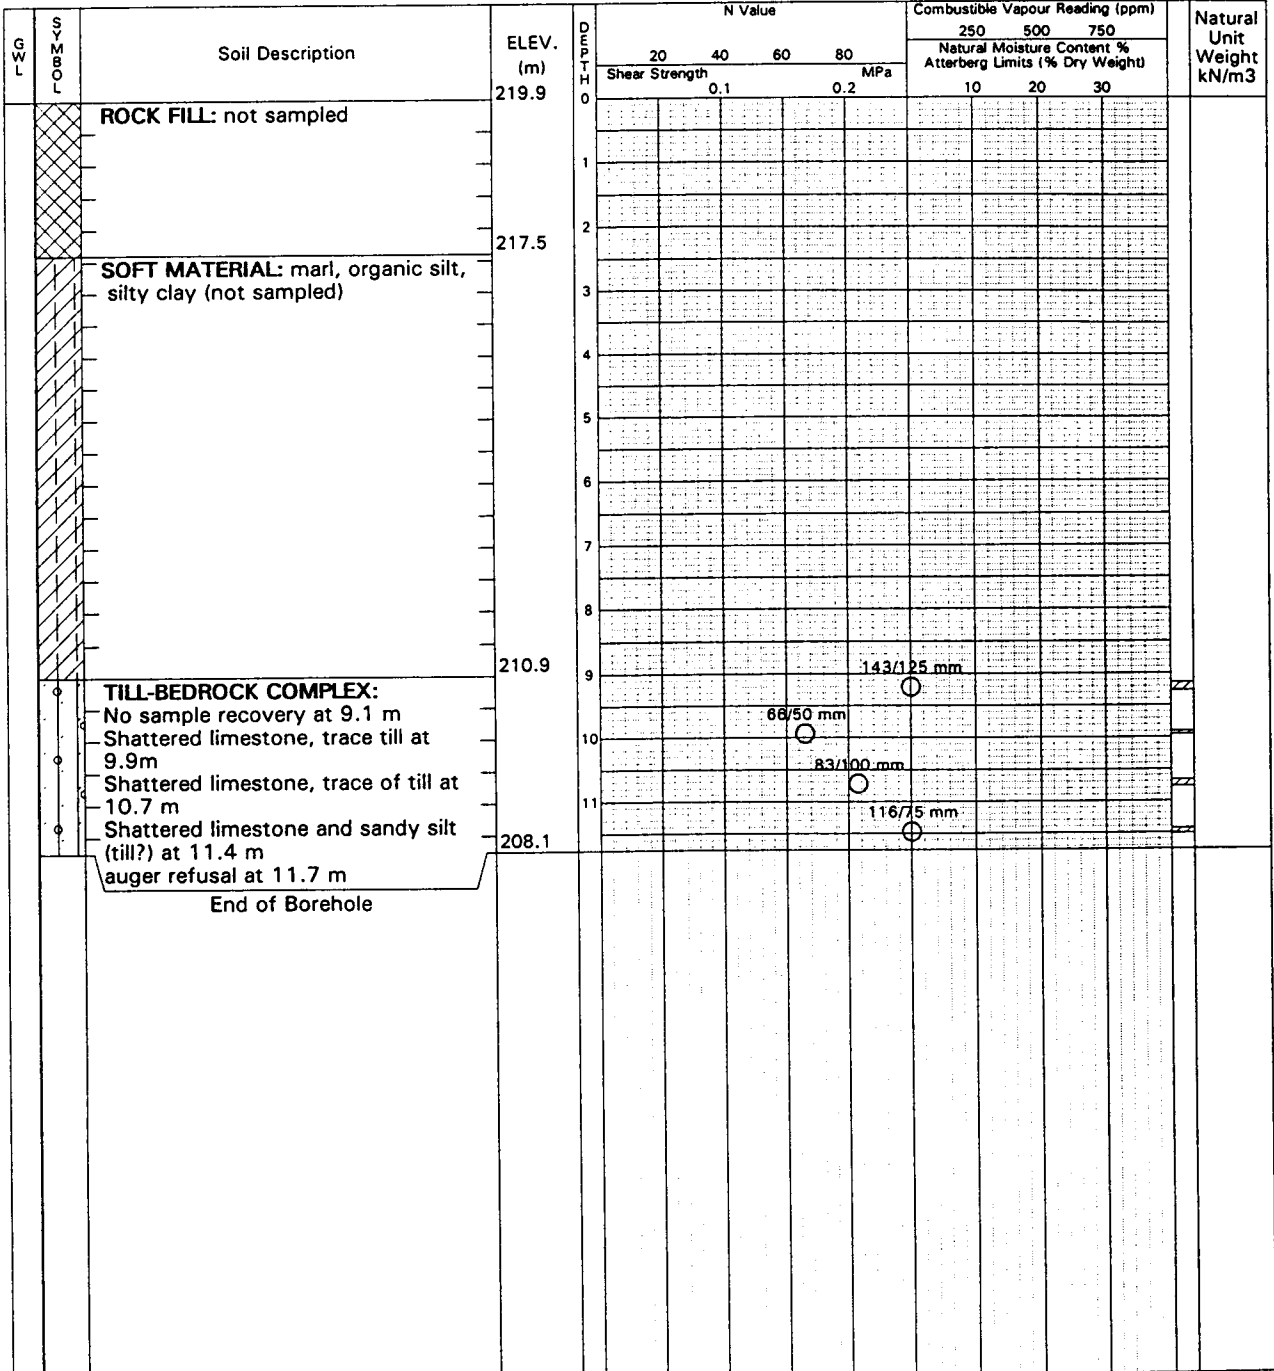 N Value
Combustible Vapour Reading (ppm)
250 500 750
Natural Moisture Content %
Atterberg Limits (% Dry Weight)
10 20 30
Natural
Unit
Weight
kN/m3
GWL
SYMBOL
Soil Description
ELEV.
(m)
219.9
DEPTH
0
20 40 60 80
Shear Strength MPa
0.1 0.2
ROCK FILL: not sampled
1
2
217.5
SOFT MATERIAL: marl, organic silt,
silty clay (not sampled)
3
4
5
6
7
8
210.9
9
143/125 mm
TILL-BEDROCK COMPLEX:
No sample recovery at 9.1 m
66/50 mm
Shattered limestone, trace till at
9.9m
10
83/100 mm
Shattered limestone, trace of till at
10.7 m
11
116/75 mm
Shattered limestone and sandy silt
(till?) at 11.4 m
208.1
auger refusal at 11.7 m
End of Borehole